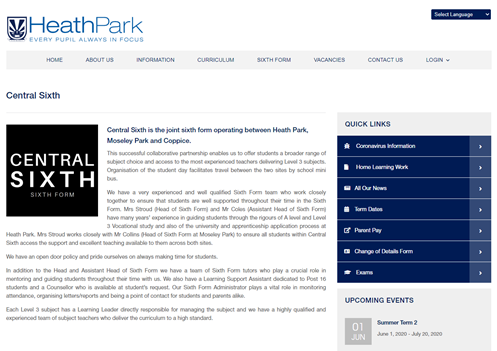 HeathPark
EVERY PUPIL ALWAYS IN FOCUS
Select Language
HOME ABOUT US INFORMATION CURRICULUM SIXTH FORM VACANCIES CONTACT US LOGIN
Central Sixth
CENTRAL
SIXTH
SIXTH FORM
Central Sixth is the joint sixth form operating between Heath Park,
Moseley Park and Coppice.
This successful collaborative partnership enables us to offer students a broader range of
subject choice and access to the most experienced teachers delivering Level 3 subjects.
Organisation of the student day facilitates travel between the two sites by school mini
bus.
We have a very experienced and well qualified Sixth Form team who work closely
together to ensure that students are well supported throughout their time in the Sixth
Form. Mrs Stroud (Head of Sixth Form) and Mr Coles (Assistant Head of Sixth Form)
have many years' experience in guiding students through the rigours of A level and Level
3 Vocational study and also of the university and apprenticeship application process at
Heath Park. Mrs Stroud works closely with Mr Collins (Head of Sixth Form at Moseley Park) to ensure all students within Central
Sixth access the support and excellent teaching available to them across both sites.
We have an open door policy and pride ourselves on always making time for students.
In addition to the Head and Assistant Head of Sixth Form we have a team of Sixth Form tutors who play a crucial role in
mentoring and guiding students throughout their time with us. We also have a Learning Support Assistant dedicated to Post 16
students and a Counsellor who is available at student's request. Our Sixth Form Administrator plays a vital role in monitoring
attendance, organising letters/reports and being a point of contact for students and parents alike.
Each Level 3 subject has a Learning Leader directly responsible for managing the subject and we have a highly qualified and
experienced team of subject teachers who deliver the curriculum to a high standard.
QUICK LINKS
Coronavirus Information
Home Learning Work
All Our News
Term Dates
Parent Pay
Change of Details Form
Exams
UPCOMING EVENTS
01
JUN
Summer Term 2
June 1, 2020 - July 20, 2020